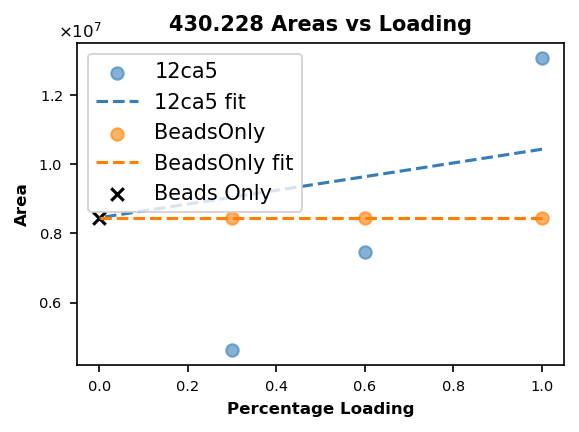 430.228 Areas vs Loading
×10⁷
12ca5
12ca5 fit
BeadsOnly
BeadsOnly fit
Beads Only
1.2
1.0
0.8
0.6
Area
0.0 0.2 0.4 0.6 0.8 1.0
Percentage Loading